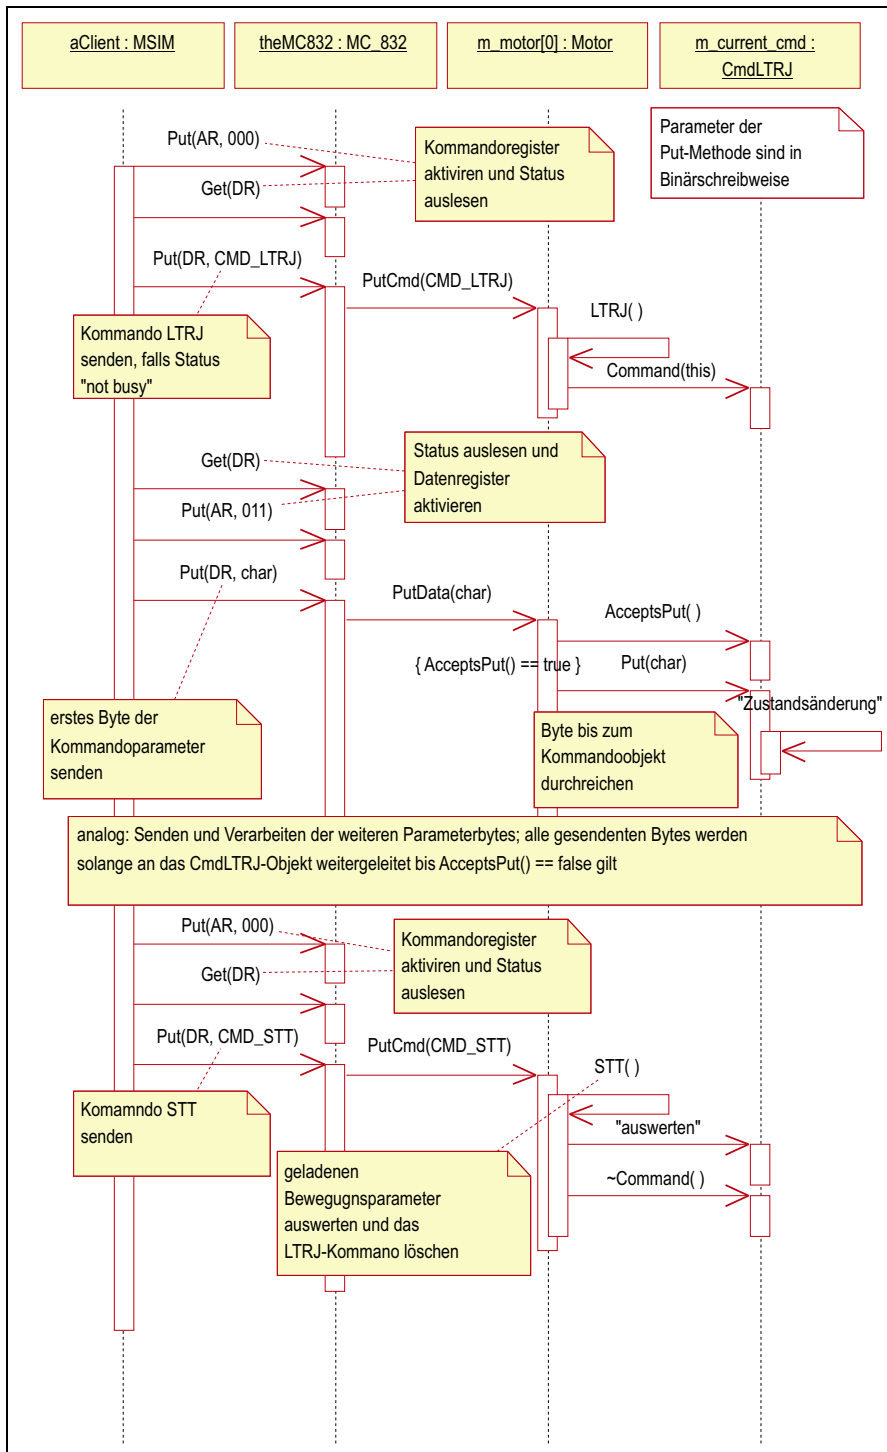 aClient : MSIM
theMC832 : MC_832
m_motor[0] : Motor
m_current_cmd :
CmdLTRJ
Put(AR, 000)
Kommandoregister
aktiviren und Status
auslesen
Parameter der
Put-Methode sind in
Binärschreibweise
Get(DR)
Put(DR, CMD_LTRJ)
PutCmd(CMD_LTRJ)
LTRJ( )
Kommando LTRJ
senden, falls Status
"not busy"
Command(this)
Get(DR)
Status auslesen und
Datenregister
aktivieren
Put(AR, 011)
Put(DR, char)
PutData(char)
AcceptsPut( )
{ AcceptsPut() == true }
Put(char)
"Zustandsänderung"
erstes Byte der
Kommandoparameter
senden
Byte bis zum
Kommandoobjekt
durchreichen
analog: Senden und Verarbeiten der weiteren Parameterbytes; alle gesendenten Bytes werden
solange an das CmdLTRJ-Objekt weitergeleitet bis AcceptsPut() == false gilt
Put(AR, 000)
Kommandoregister
aktiviren und Status
auslesen
Get(DR)
Put(DR, CMD_STT)
PutCmd(CMD_STT)
STT( )
Komamndo STT
senden
"auswerten"
geladenen
Bewegugnsparameter
auswerten und das
LTRJ-Kommano löschen
~Command( )